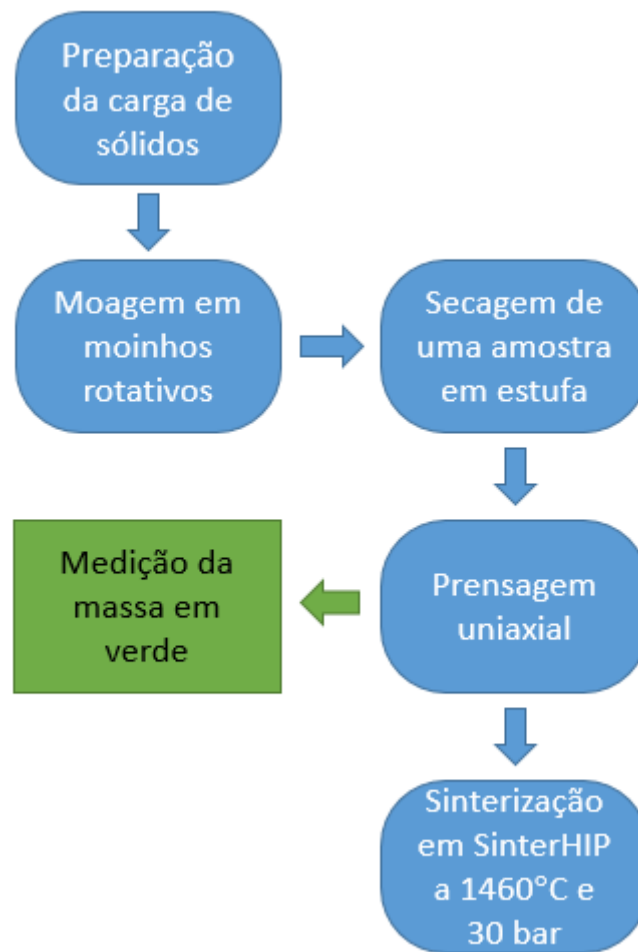 Preparação
da carga de
sólidos
Moagem em
moinhos
rotativos
Secagem de
uma amostra
em estufa
Medição da
massa em
verde
Prensagem
uniaxial
Sinterização
em SinterHIP
a 1460°C e
30 bar